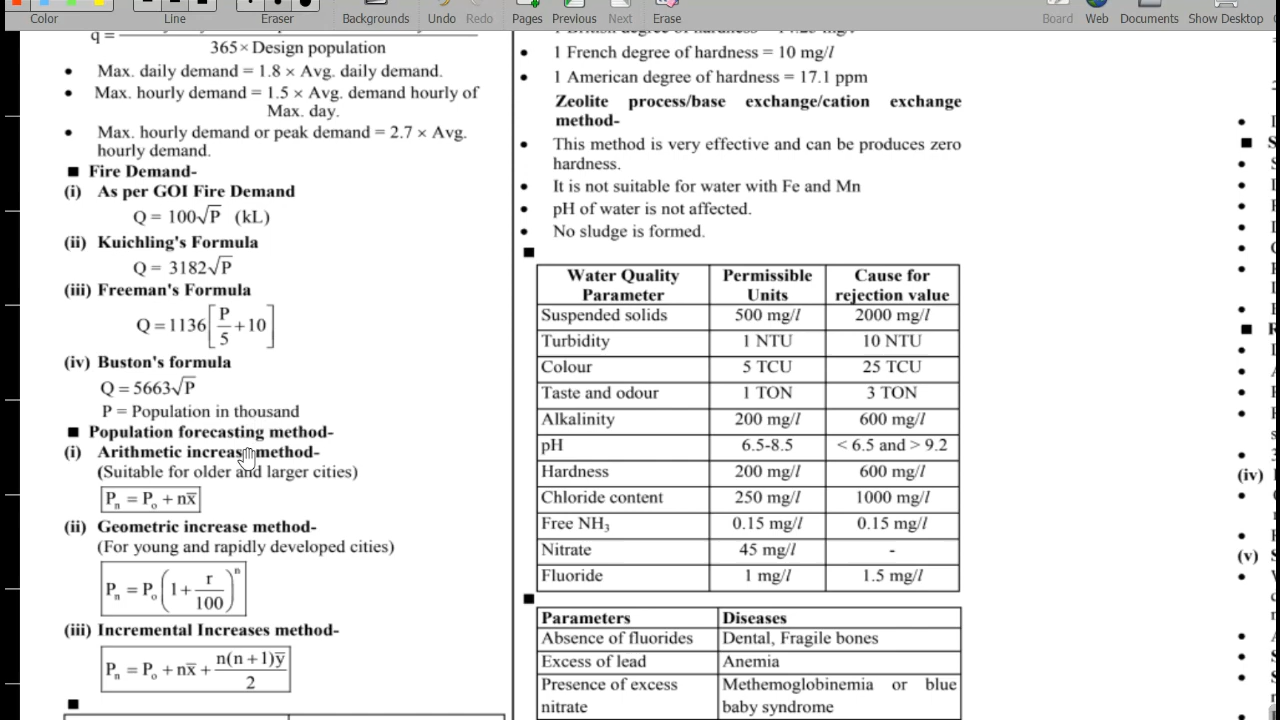 Color Line Eraser Backgrounds Undo Redo Pages Previous Next Erase Board Web Documents Show Desktop
q =
365 × Design population
• Max. daily demand = 1.8 × Avg. daily demand.
• Max. hourly demand = 1.5 × Avg. demand hourly of
Max. day.
• Max. hourly demand or peak demand = 2.7 × Avg.
hourly demand.
■ Fire Demand-
(i) As per GOI Fire Demand
Q = 100√P (kL)
(ii) Kuichling's Formula
Q = 3182√P
(iii) Freeman's Formula
Q = 1136[P/5 + 10]
(iv) Buston's formula
Q = 5663√P
P = Population in thousand
■ Population forecasting method-
(i) Arithmetic increase method-
(Suitable for older and larger cities)
Pₙ = Pₒ + nx̅
(ii) Geometric increase method-
(For young and rapidly developed cities)
Pₙ = Pₒ(1 + r/100)ⁿ
(iii) Incremental Increases method-
Pₙ = Pₒ + nx̅ + n(n + 1)y̅/2
■
• 1 French degree of hardness = 10 mg/l
• 1 American degree of hardness = 17.1 ppm
Zeolite process/base exchange/cation exchange
method-
• This method is very effective and can be produces zero
hardness.
• It is not suitable for water with Fe and Mn
• pH of water is not affected.
• No sludge is formed.
■
Water Quality Parameter Permissible Units Cause for rejection value
Suspended solids 500 mg/l 2000 mg/l
Turbidity 1 NTU 10 NTU
Colour 5 TCU 25 TCU
Taste and odour 1 TON 3 TON
Alkalinity 200 mg/l 600 mg/l
pH 6.5-8.5 < 6.5 and > 9.2
Hardness 200 mg/l 600 mg/l
Chloride content 250 mg/l 1000 mg/l
Free NH₃ 0.15 mg/l 0.15 mg/l
Nitrate 45 mg/l -
Fluoride 1 mg/l 1.5 mg/l
■
Parameters Diseases
Absence of fluorides Dental, Fragile bones
Excess of lead Anemia
Presence of excess nitrate Methemoglobinemia or blue baby syndrome
(iv)
(v)